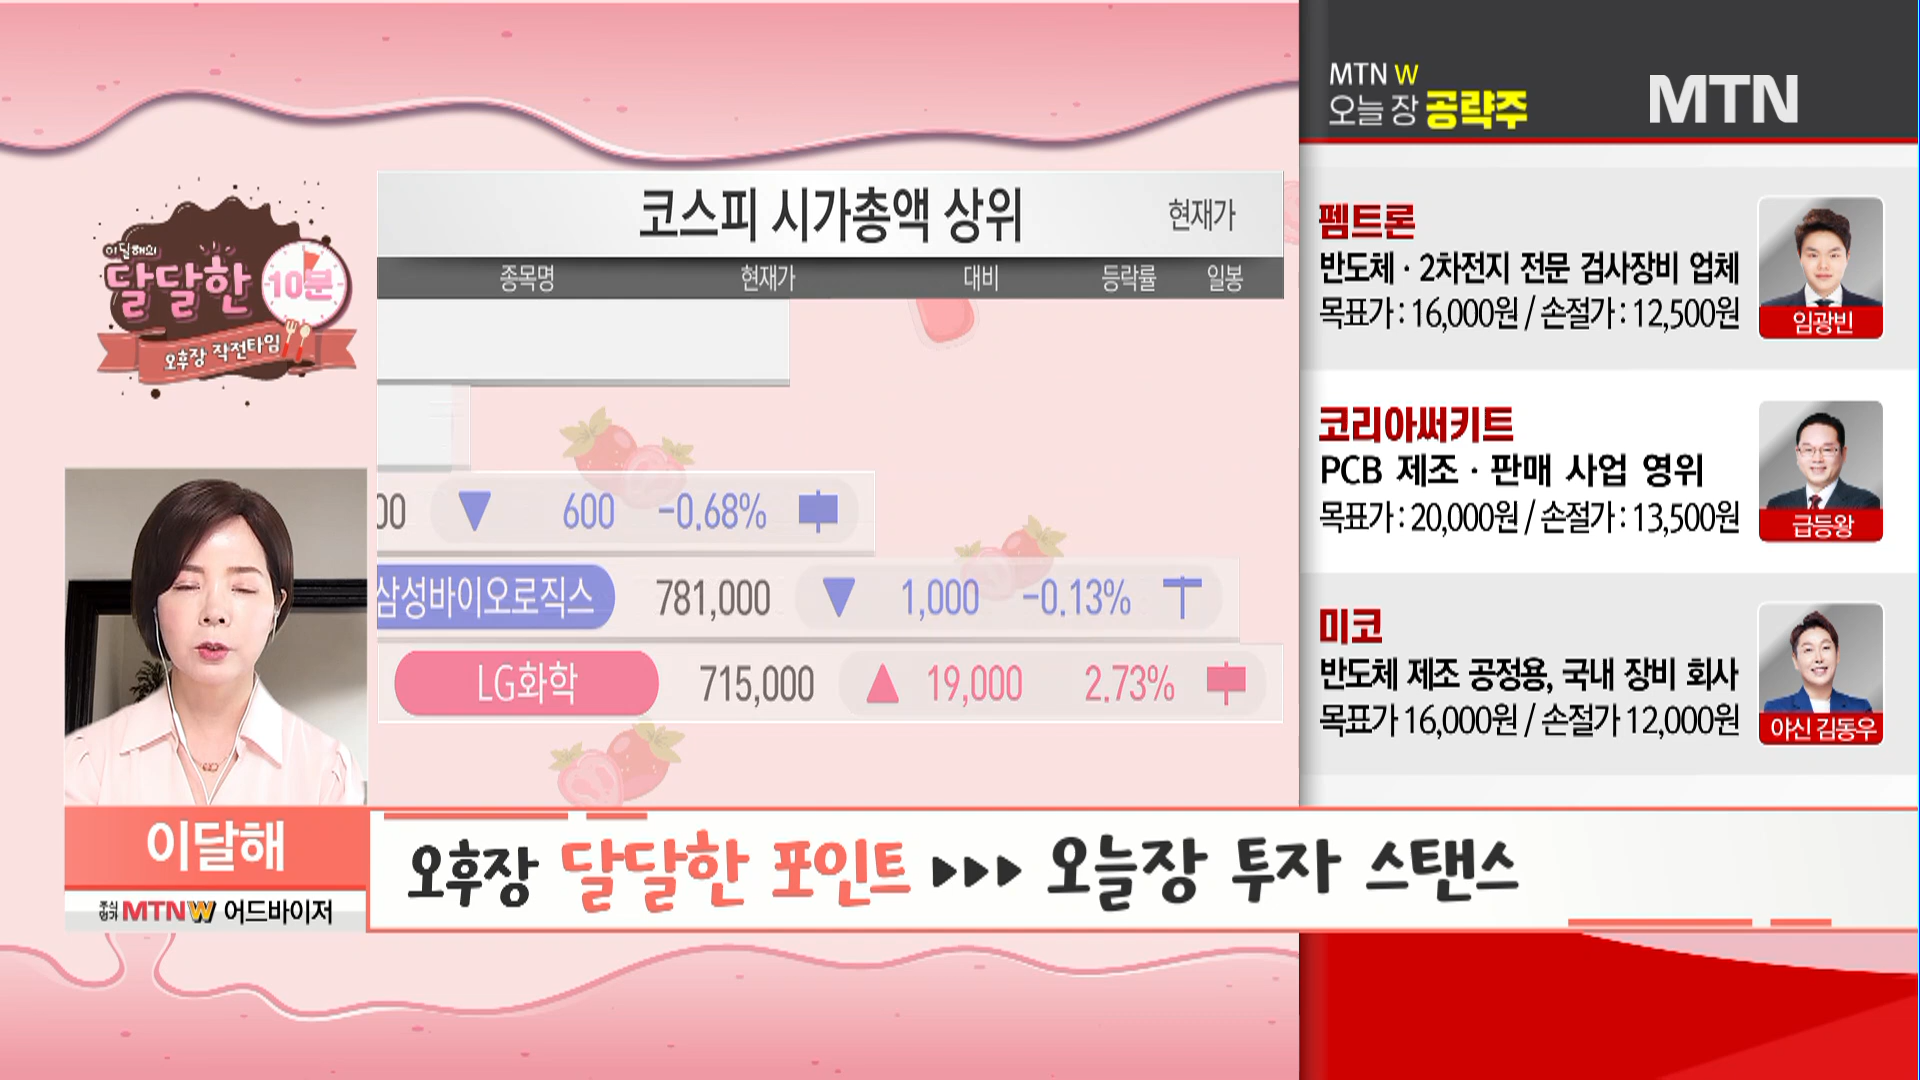 MTN W
오늘 장 공략주
MTN
이달해의
달달한 10분
오후장 작전타임
코스피 시가총액 상위
현재가
종목명 현재가 대비 등락률 일봉
00 ▼ 600 -0.68%
삼성바이오로직스 781,000 ▼ 1,000 -0.13%
LG화학 715,000 ▲ 19,000 2.73%
펨트론
반도체 · 2차전지 전문 검사장비 업체
목표가 : 16,000원 / 손절가 : 12,500원
임광빈
코리아써키트
PCB 제조 · 판매 사업 영위
목표가 : 20,000원 / 손절가 : 13,500원
급등왕
미코
반도체 제조 공정용, 국내 장비 회사
목표가 16,000원 / 손절가 12,000원
야신 김동우
이달해
주식명가 MTNW 어드바이저
오후장 달달한 포인트 ▶▶▶ 오늘장 투자 스탠스